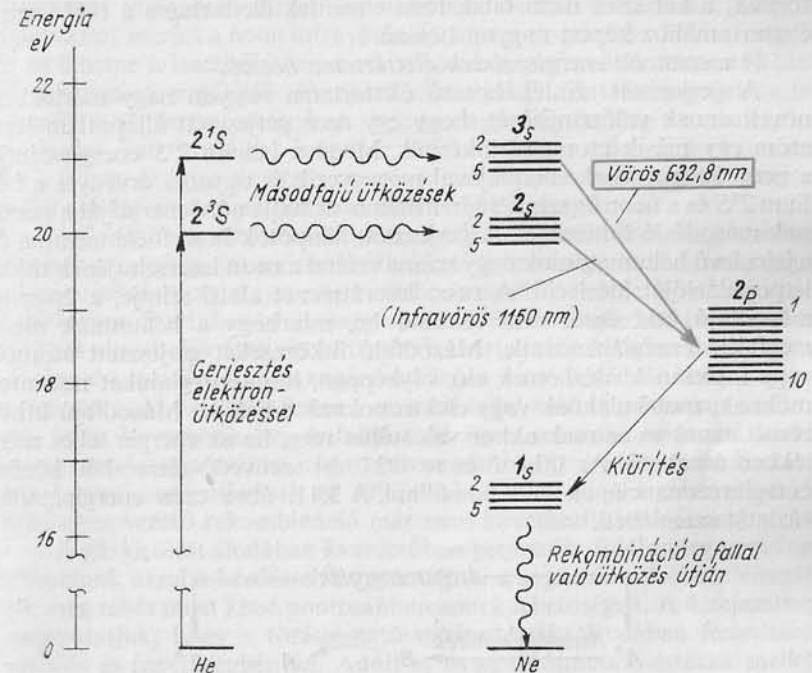 Energia
eV
22
20
18
16
0
2¹S
2³S
Másodfajú ütközések
Gerjesztés
elektron
ütközéssel
He
3s
2
5
2s
2
5
Vörös 632,8 nm
(Infravörös 1150 nm)
2p
1
10
1s
2
5
Kiürítés
Rekombináció a fallal
való ütközés útján
Ne